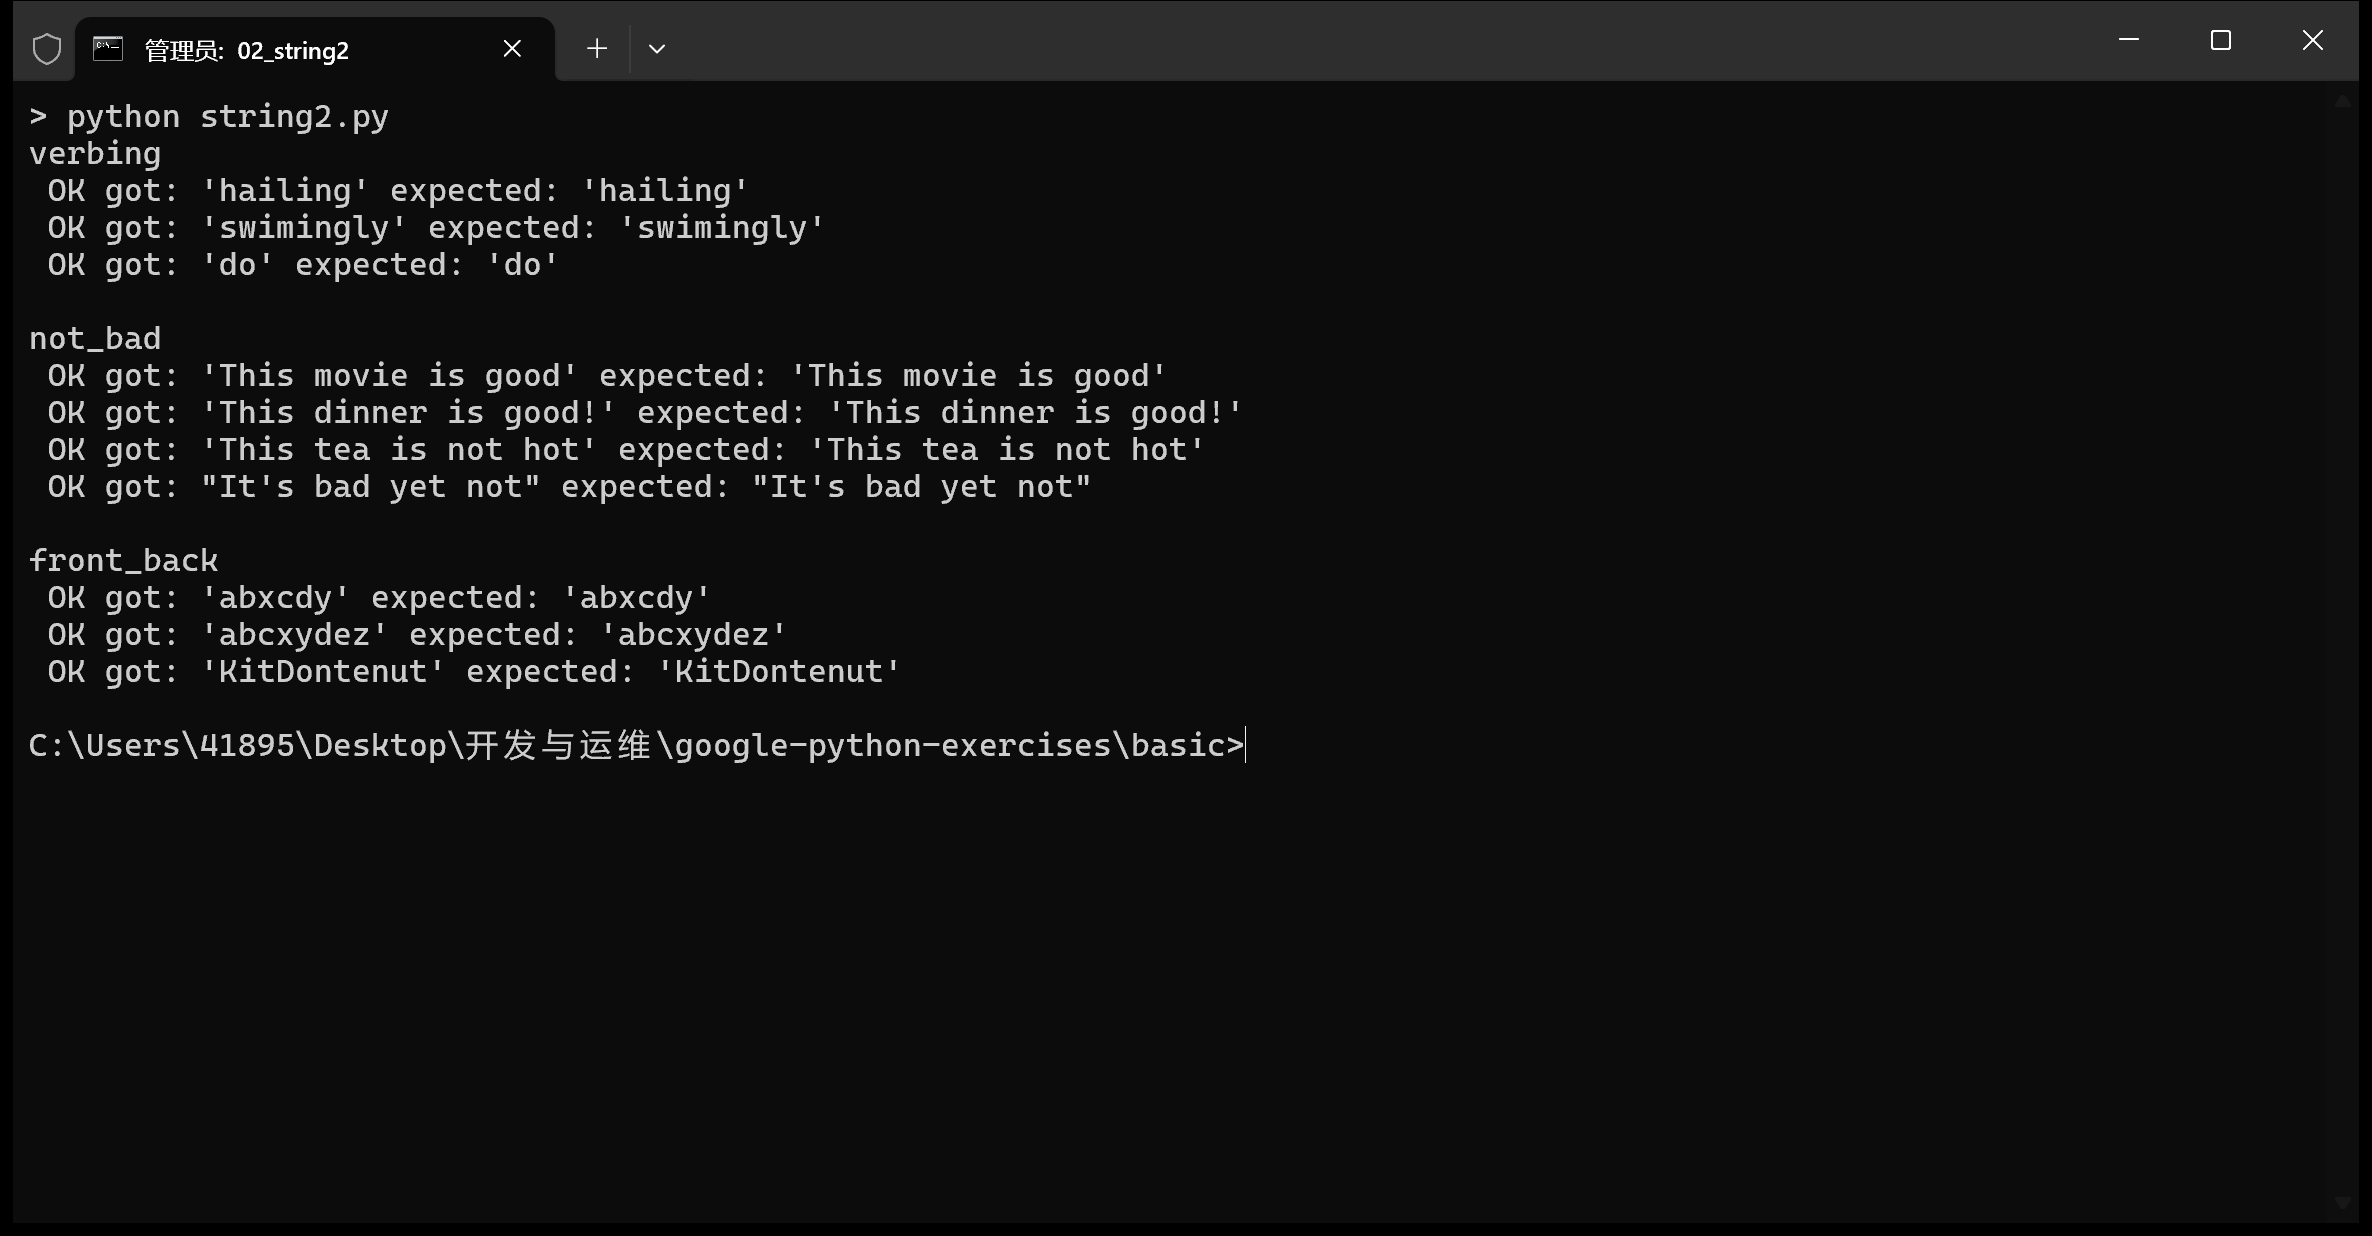 管理员: 02_string2
> python string2.py
verbing
 OK got: 'hailing' expected: 'hailing'
 OK got: 'swimingly' expected: 'swimingly'
 OK got: 'do' expected: 'do'

not_bad
 OK got: 'This movie is good' expected: 'This movie is good'
 OK got: 'This dinner is good!' expected: 'This dinner is good!'
 OK got: 'This tea is not hot' expected: 'This tea is not hot'
 OK got: "It's bad yet not" expected: "It's bad yet not"

front_back
 OK got: 'abxcdy' expected: 'abxcdy'
 OK got: 'abcxydez' expected: 'abcxydez'
 OK got: 'KitDontenut' expected: 'KitDontenut'

C:\Users\41895\Desktop\开发与运维\google-python-exercises\basic>